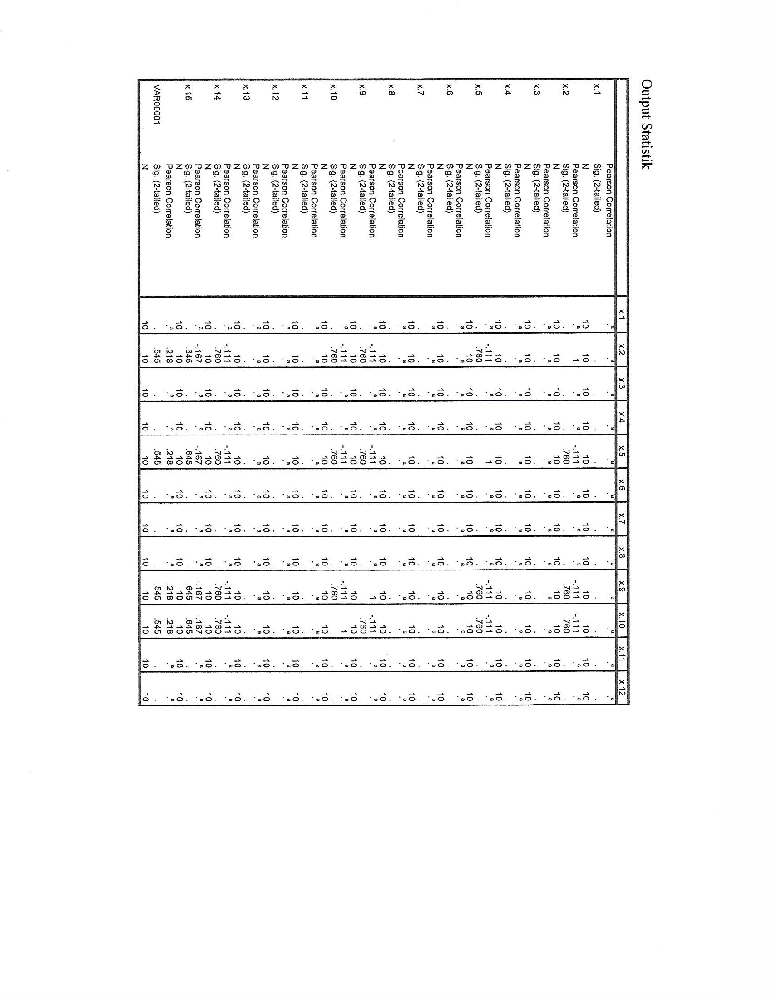 Output Statistik
x.1 x.2 x.3 x.4 x.5 x.6 x.7 x.8 x.9 x.10 x.11 x.12
Pearson Correlation .a .a .a .a .a .a .a .a .a .a .a .a
x.1 Sig. (2-tailed) . . . . . . . . . . .
N 10 10 10 10 10 10 10 10 10 10 10 10
Pearson Correlation .a 1 .a .a -.111 .a .a .a -.111 -.111 .a .a
x.2 Sig. (2-tailed) . . . .760 . . . .760 .760 . .
N 10 10 10 10 10 10 10 10 10 10 10 10
Pearson Correlation .a .a .a .a .a .a .a .a .a .a .a .a
x.3 Sig. (2-tailed) . . . . . . . . . . .
N 10 10 10 10 10 10 10 10 10 10 10 10
Pearson Correlation .a .a .a .a .a .a .a .a .a .a .a .a
x.4 Sig. (2-tailed) . . . . . . . . . . .
N 10 10 10 10 10 10 10 10 10 10 10 10
Pearson Correlation .a -.111 .a .a 1 .a .a .a -.111 -.111 .a .a
x.5 Sig. (2-tailed) . .760 . . . . . .760 .760 . .
N 10 10 10 10 10 10 10 10 10 10 10 10
Pearson Correlation .a .a .a .a .a .a .a .a .a .a .a .a
x.6 Sig. (2-tailed) . . . . . . . . . . .
N 10 10 10 10 10 10 10 10 10 10 10 10
Pearson Correlation .a .a .a .a .a .a .a .a .a .a .a .a
x.7 Sig. (2-tailed) . . . . . . . . . . .
N 10 10 10 10 10 10 10 10 10 10 10 10
Pearson Correlation .a .a .a .a .a .a .a .a .a .a .a .a
x.8 Sig. (2-tailed) . . . . . . . . . . .
N 10 10 10 10 10 10 10 10 10 10 10 10
Pearson Correlation .a -.111 .a .a -.111 .a .a .a 1 -.111 .a .a
x.9 Sig. (2-tailed) . .760 . . .760 . . . .760 . .
N 10 10 10 10 10 10 10 10 10 10 10 10
Pearson Correlation .a -.111 .a .a -.111 .a .a .a -.111 1 .a .a
x.10 Sig. (2-tailed) . .760 . . .760 . . . .760 . .
N 10 10 10 10 10 10 10 10 10 10 10 10
Pearson Correlation .a .a .a .a .a .a .a .a .a .a .a .a
x.11 Sig. (2-tailed) . . . . . . . . . . .
N 10 10 10 10 10 10 10 10 10 10 10 10
Pearson Correlation .a .a .a .a .a .a .a .a .a .a .a .a
x.12 Sig. (2-tailed) . . . . . . . . . . .
N 10 10 10 10 10 10 10 10 10 10 10 10
Pearson Correlation .a .a .a .a .a .a .a .a .a .a .a .a
x.13 Sig. (2-tailed) . . . . . . . . . . . .
N 10 10 10 10 10 10 10 10 10 10 10 10
Pearson Correlation .a -.111 .a .a -.111 .a .a .a -.111 -.111 .a .a
x.14 Sig. (2-tailed) . .760 . . .760 . . . .760 .760 . .
N 10 10 10 10 10 10 10 10 10 10 10 10
Pearson Correlation .a -.167 .a .a -.167 .a .a .a -.167 -.167 .a .a
x.15 Sig. (2-tailed) . .645 . . .645 . . . .645 .645 . .
N 10 10 10 10 10 10 10 10 10 10 10 10
Pearson Correlation .a .218 .a .a .218 .a .a .a .218 .218 .a .a
VAR00001 Sig. (2-tailed) . .545 . . .545 . . . .545 .545 . .
N 10 10 10 10 10 10 10 10 10 10 10 10